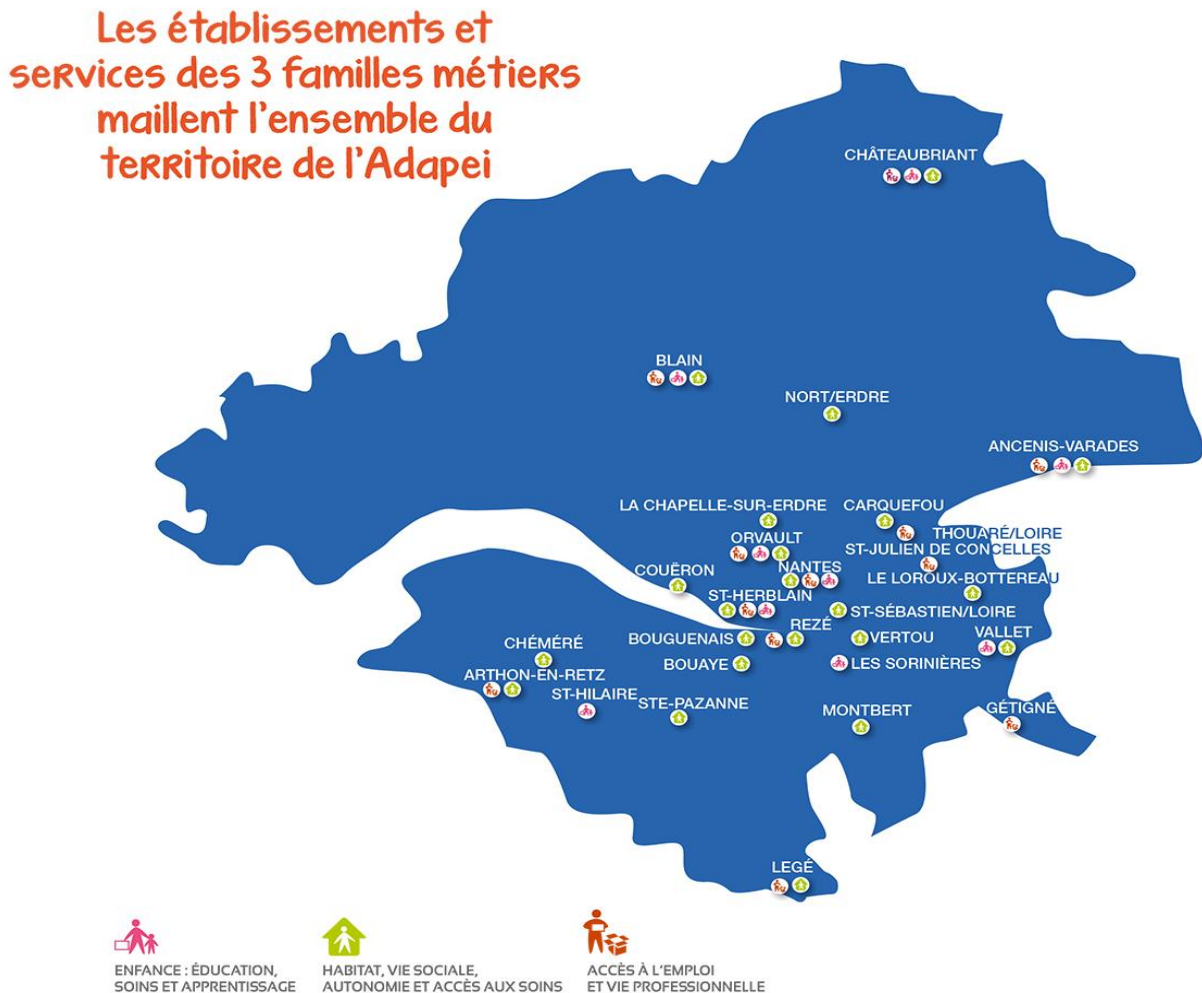 Les établissements et
services des 3 familles métiers
maillent l'ensemble du
territoire de l'Adapei
CHÂTEAUBRIANT
BLAIN
NORT/ERDRE
ANCENIS-VARADES
LA CHAPELLE-SUR-ERDRE
CARQUEFOU
THOUARÉ/LOIRE
ORVAULT
ST-JULIEN DE CONCELLES
COUËRON
NANTES
LE LOROUX-BOTTEREAU
ST-HERBLAIN
ST-SÉBASTIEN/LOIRE
REZÉ
BOUGUENAIS
VERTOU
VALLET
CHÉMÉRÉ
BOUAYE
LES SORINIÈRES
ARTHON-EN-RETZ
ST-HILAIRE
STE-PAZANNE
MONTBERT
GÉTIGNÉ
LEGÉ
ENFANCE : ÉDUCATION,
SOINS ET APPRENTISSAGE
HABITAT, VIE SOCIALE,
AUTONOMIE ET ACCÈS AUX SOINS
ACCÈS À L'EMPLOI
ET VIE PROFESSIONNELLE